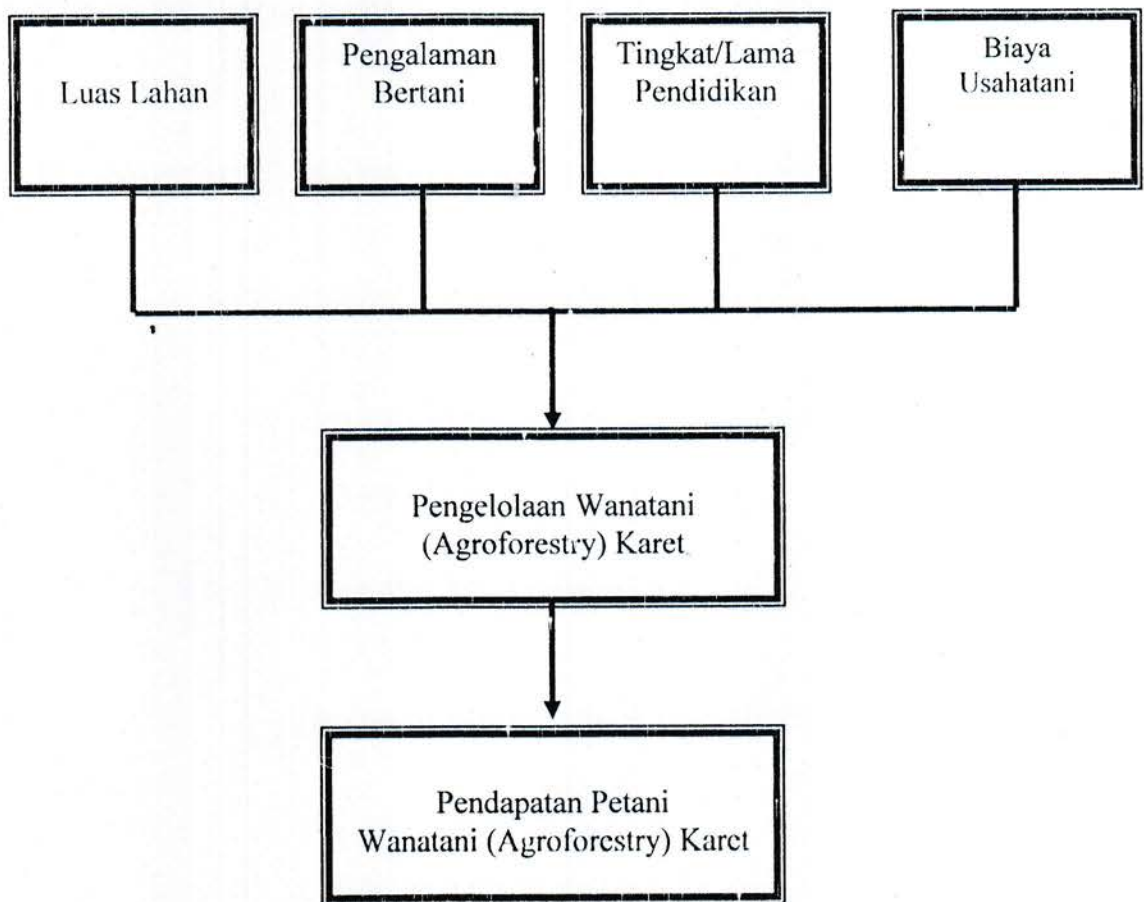 Luas Lahan
Pengalaman
Bertani
Tingkat/Lama
Pendidikan
Biaya
Usahatani
Pengelolaan Wanatani
(Agroforestry) Karet
Pendapatan Petani
Wanatani (Agroforestry) Karet